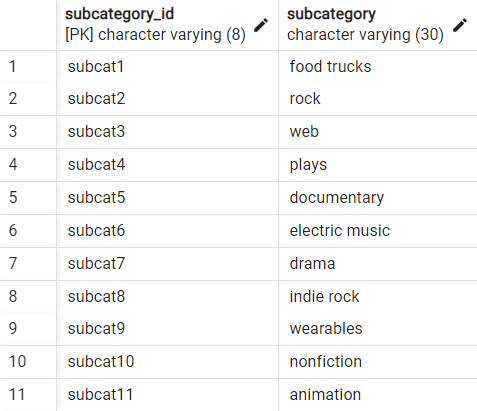 subcategory_id subcategory
[PK] character varying (8) character varying (30)
1 subcat1 food trucks
2 subcat2 rock
3 subcat3 web
4 subcat4 plays
5 subcat5 documentary
6 subcat6 electric music
7 subcat7 drama
8 subcat8 indie rock
9 subcat9 wearables
10 subcat10 nonfiction
11 subcat11 animation